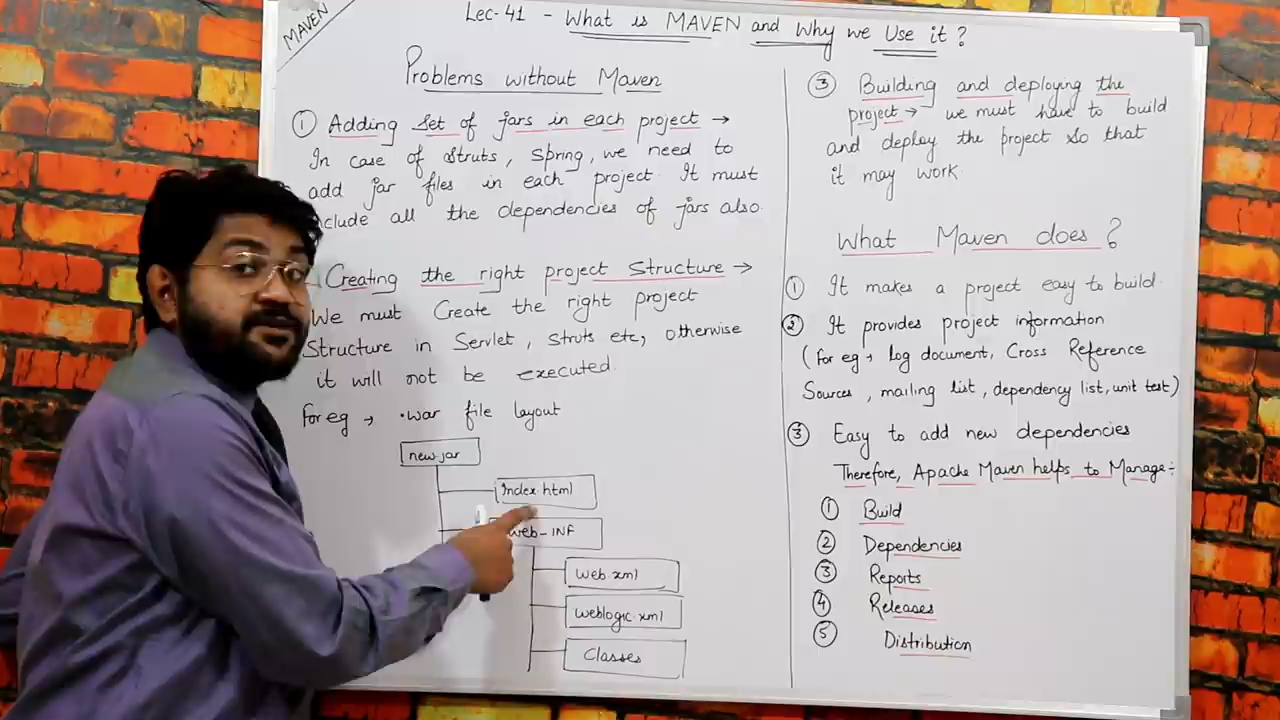 MAVEN
Lec-41 - What is MAVEN and Why we Use it?
Problems without Maven
① Adding Set of jars in each project →
In case of Struts, Spring, we need to
add jar files in each project. It must
clude all the dependencies of jars also.
Creating the right project Structure →
We must Create the right project
Structure in Servlet, Struts etc, otherwise
it will not be executed.
for eg → .war file layout
new.jar
Index.html
Web-INF
Web.xml
Weblogic.xml
Classes
③ Building and deploying the
project → we must have to build
and deploy the project so that
it may work.
What Maven does?
① It makes a project easy to build.
② It provides project information
(for eg → Log document, Cross Reference
Sources, mailing list, dependency list, unit test)
③ Easy to add new dependencies
Therefore, Apache Maven helps to Manage:-
① Build
② Dependencies
③ Reports
④ Releases
⑤ Distribution